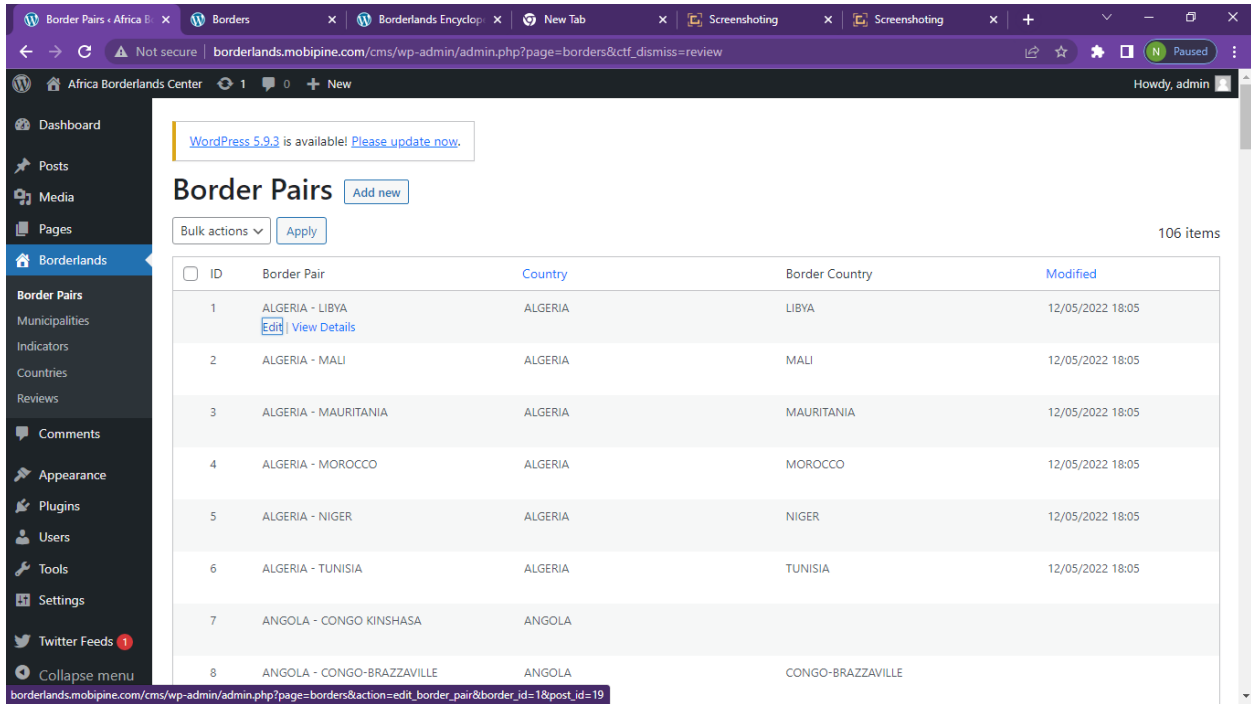 Border Pairs ‹ Africa B
Borders
Borderlands Encyclop
New Tab
Screenshoting
Screenshoting
Not secure
borderlands.mobipine.com/cms/wp-admin/admin.php?page=borders&ctf_dismiss=review
N Paused
Africa Borderlands Center 1 0 + New
Howdy, admin
Dashboard
Posts
Media
Pages
Borderlands
Border Pairs
Municipalities
Indicators
Countries
Reviews
Comments
Appearance
Plugins
Users
Tools
Settings
Twitter Feeds 1
Collapse menu
WordPress 5.9.3 is available! Please update now.
Border Pairs Add new
Bulk actions Apply 106 items
ID Border Pair Country Border Country Modified
1 ALGERIA - LIBYA ALGERIA LIBYA 12/05/2022 18:05
Edit | View Details
2 ALGERIA - MALI ALGERIA MALI 12/05/2022 18:05
3 ALGERIA - MAURITANIA ALGERIA MAURITANIA 12/05/2022 18:05
4 ALGERIA - MOROCCO ALGERIA MOROCCO 12/05/2022 18:05
5 ALGERIA - NIGER ALGERIA NIGER 12/05/2022 18:05
6 ALGERIA - TUNISIA ALGERIA TUNISIA 12/05/2022 18:05
7 ANGOLA - CONGO KINSHASA ANGOLA
8 ANGOLA - CONGO-BRAZZAVILLE ANGOLA CONGO-BRAZZAVILLE
borderlands.mobipine.com/cms/wp-admin/admin.php?page=borders&action=edit_border_pair&border_id=1&post_id=19